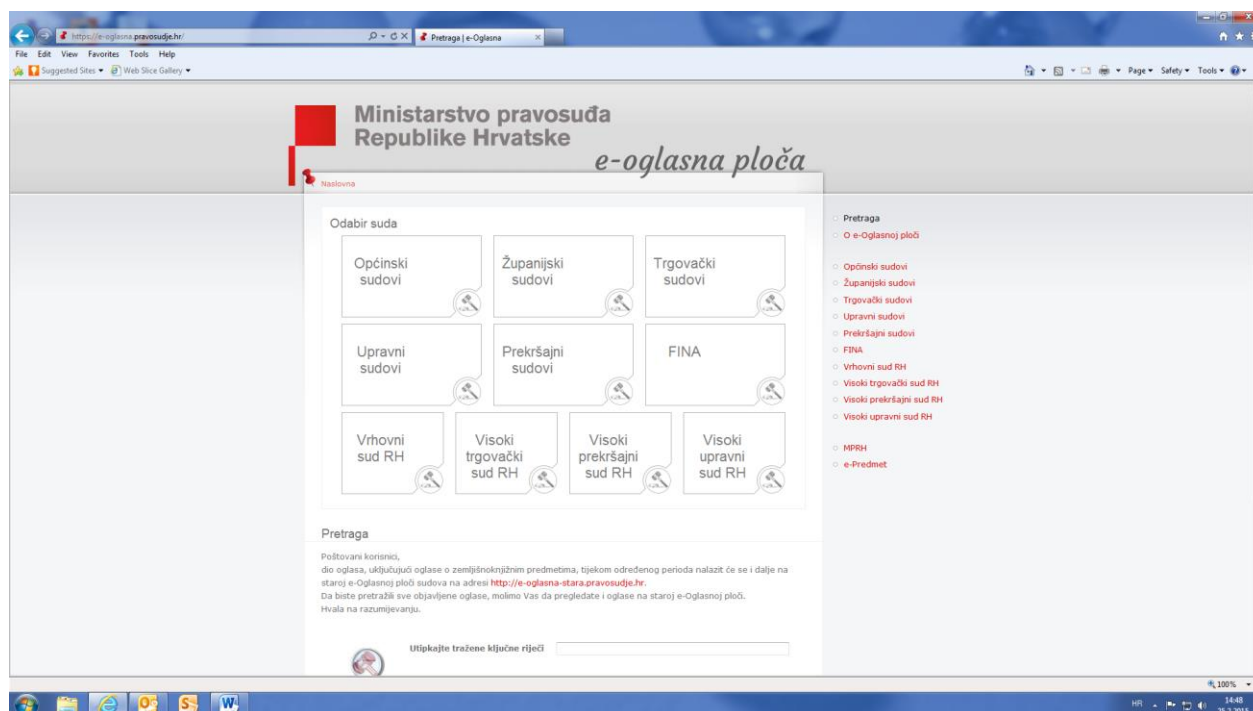 https://e-oglasna.pravosudje.hr/
Pretraga | e-Oglasna
File Edit View Favorites Tools Help
Suggested Sites Web Slice Gallery
Page Safety Tools
Ministarstvo pravosuđa
Republike Hrvatske
e-oglasna ploča
Naslovna
Odabir suda
Općinski
sudovi
Županijski
sudovi
Trgovački
sudovi
Upravni
sudovi
Prekršajni
sudovi
FINA
Vrhovni
sud RH
Visoki
trgovački
sud RH
Visoki
prekršajni
sud RH
Visoki
upravni
sud RH
Pretraga
Poštovani korisnici,
dio oglasa, uključujući oglase o zemljišnoknjižnim predmetima, tijekom određenog perioda nalazit će se i dalje na
staroj e-Oglasnoj ploči sudova na adresi http://e-oglasna-stara.pravosudje.hr.
Da biste pretražili sve objavljene oglase, molimo Vas da pregledate i oglase na staroj e-Oglasnoj ploči.
Hvala na razumijevanju.
Utipkajte tražene ključne riječi
Pretraga
O e-Oglasnoj ploči
Općinski sudovi
Županijski sudovi
Trgovački sudovi
Upravni sudovi
Prekršajni sudovi
FINA
Vrhovni sud RH
Visoki trgovački sud RH
Visoki prekršajni sud RH
Visoki upravni sud RH
MPRH
e-Predmet
100%
HR
14:48